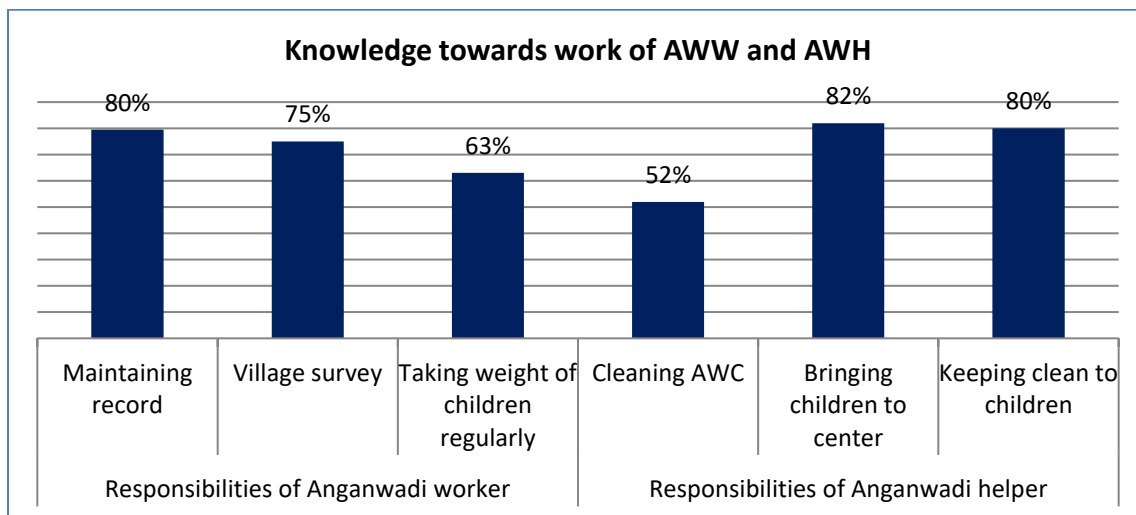 Knowledge towards work of AWW and AWH
80%
75%
63%
52%
82%
80%
Maintaining
record
Village survey
Taking weight of
children
regularly
Cleaning AWC
Bringing
children to
center
Keeping clean to
children
Responsibilities of Anganwadi worker
Responsibilities of Anganwadi helper